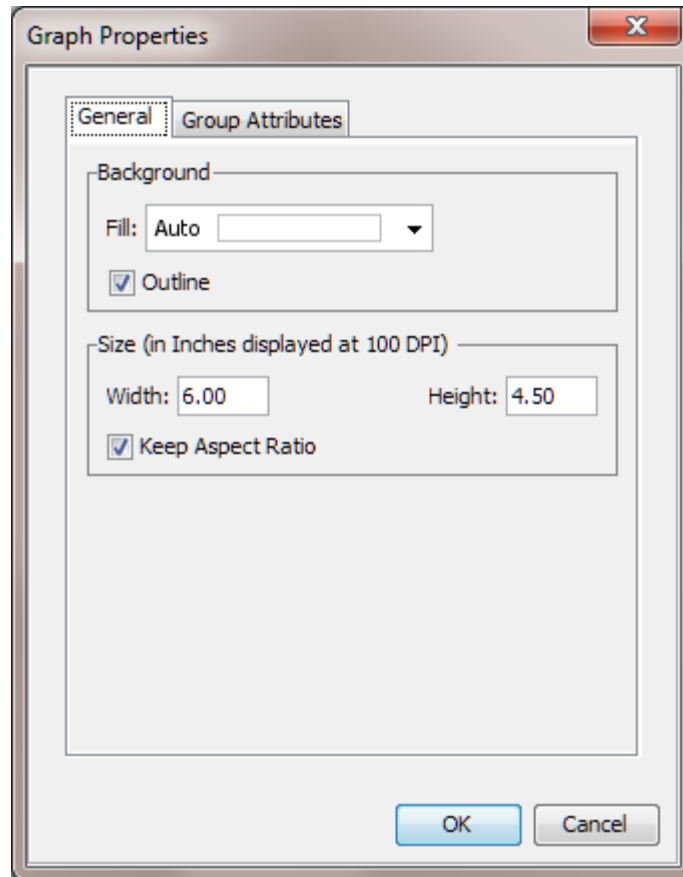 Graph Properties
General Group Attributes
Background
Fill: Auto
Outline
Size (in Inches displayed at 100 DPI)
Width: 6.00 Height: 4.50
Keep Aspect Ratio
OK Cancel